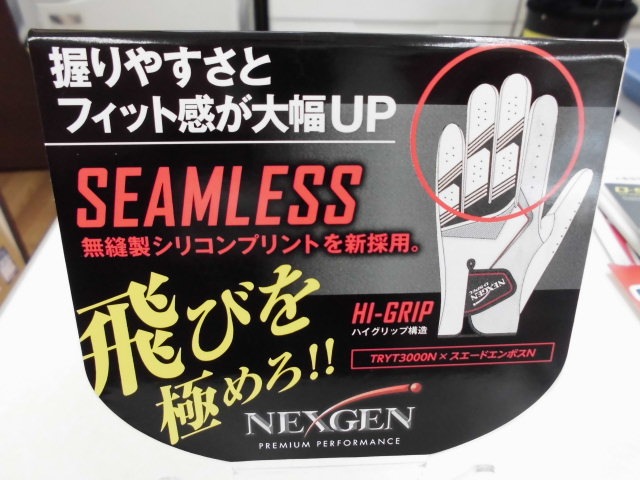 握りやすさと
フィット感が大幅UP
SEAMLESS
無縫製シリコンプリントを新採用。
飛びを
極めろ!!
HI-GRIP
ハイグリップ構造
TRYT3000N×スエードエンボスN
NEXGEN
NEXGEN
PREMIUM PERFORMANCE